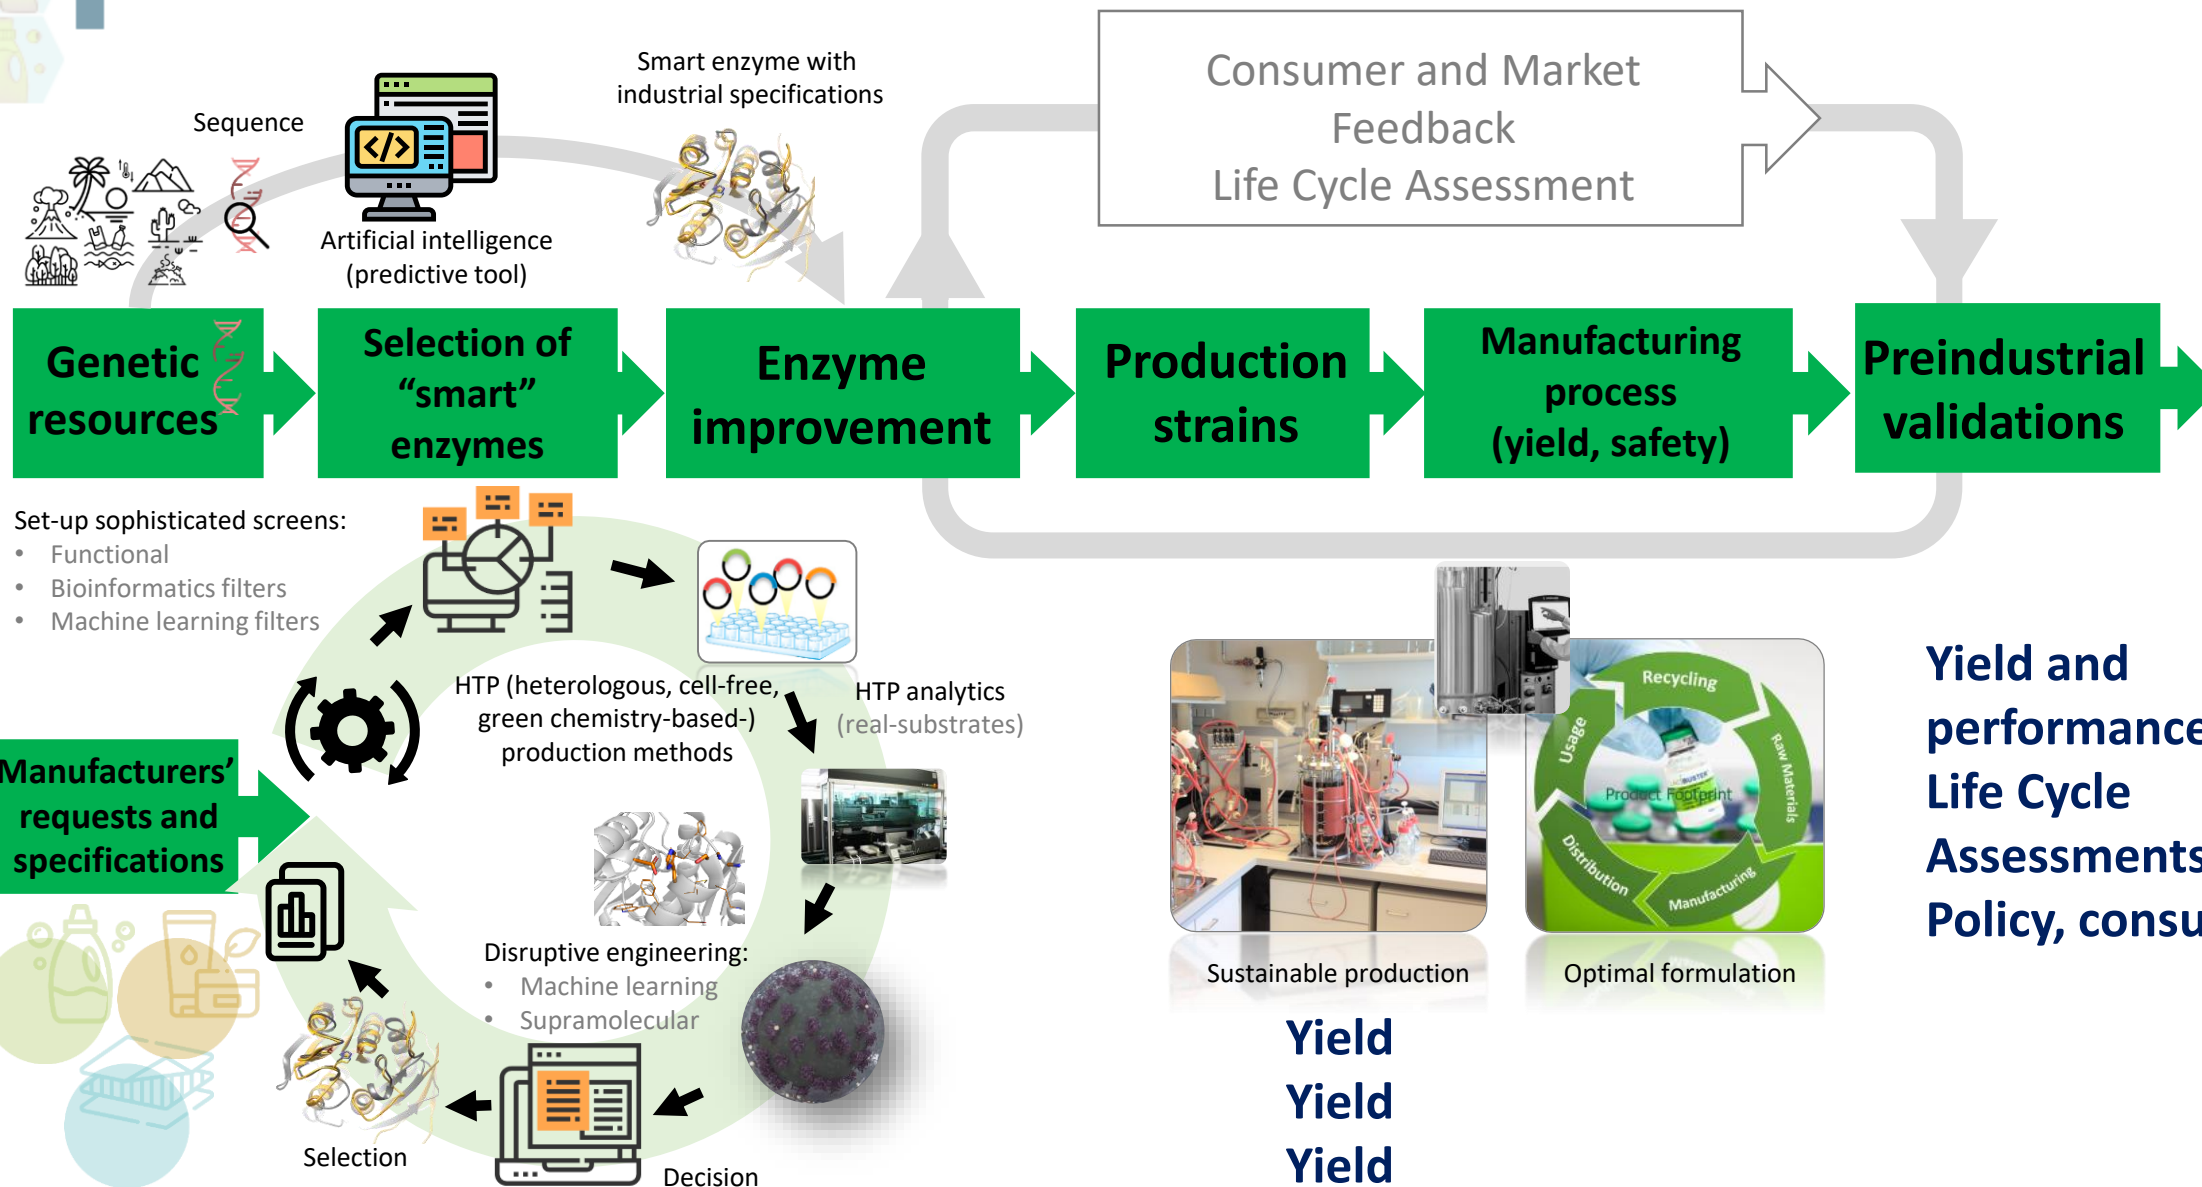 Smart enzyme with
industrial specifications
Consumer and Market
Feedback
Life Cycle Assessment
Sequence
</>
Artificial intelligence
(predictive tool)
Genetic
resources
Selection of
“smart”
enzymes
Enzyme
improvement
Production
strains
Manufacturing
process
(yield, safety)
Preindustrial
validations
Set-up sophisticated screens:
• Functional
• Bioinformatics filters
• Machine learning filters
HTP (heterologous, cell-free,
green chemistry-based-)
production methods
HTP analytics
(real-substrates)
Manufacturers’
requests and
specifications
Disruptive engineering:
• Machine learning
• Supramolecular
Selection
Decision
Recycling
Raw Materials
Manufacturing
Distribution
Usage
Product Footprint
Sustainable production
Optimal formulation
Yield
Yield
Yield
Yield and
performance
Life Cycle
Assessments
Policy, consu